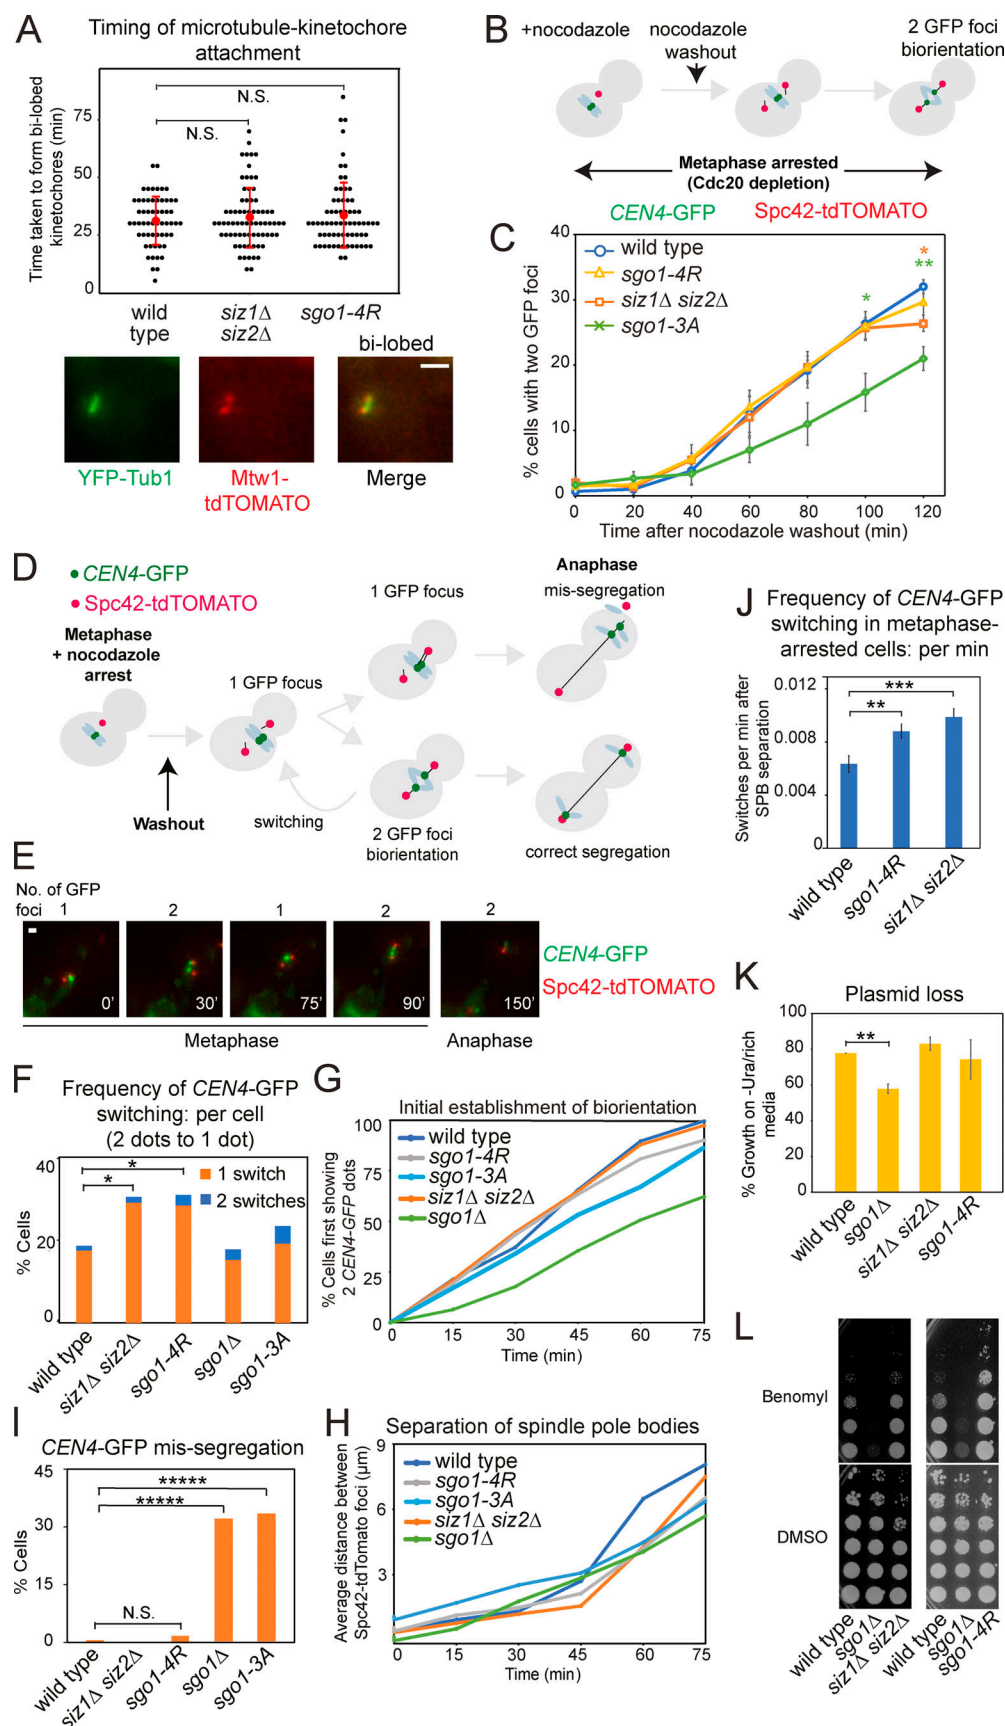 A
Timing of microtubule-kinetochore
attachment
Time taken to form bi-lobed
kinetochores (min)
75
50
25
0
N.S.
N.S.
wild
type
siz1Δ
siz2Δ
sgo1-4R
bi-lobed
YFP-Tub1
Mtw1-
tdTOMATO
Merge
B
+nocodazole
nocodazole
washout
2 GFP foci
biorientation
Metaphase arrested
(Cdc20 depletion)
CEN4-GFP
Spc42-tdTOMATO
C
% cells with two GFP foci
40
30
20
10
0
wild type
sgo1-4R
siz1Δ siz2Δ
sgo1-3A
*
*
**
0
20
40
60
80
100
120
Time after nocodazole washout (min)
D
CEN4-GFP
Spc42-tdTOMATO
Metaphase
+ nocodazole
arrest
Washout
1 GFP focus
switching
1 GFP focus
2 GFP foci
biorientation
Anaphase
mis-segregation
correct segregation
E
No. of GFP
foci
1
2
1
2
2
0'
30'
75'
90'
150'
CEN4-GFP
Spc42-tdTOMATO
Metaphase
Anaphase
F
Frequency of CEN4-GFP
switching: per cell
(2 dots to 1 dot)
% Cells
40
20
0
*
*
1 switch
2 switches
wild type
siz1Δ siz2Δ
sgo1-4R
sgo1Δ
sgo1-3A
G
Initial establishment of biorientation
% Cells first showing
2 CEN4-GFP dots
100
75
50
25
0
wild type
sgo1-4R
sgo1-3A
siz1Δ siz2Δ
sgo1Δ
0
15
30
45
60
75
Time (min)
H
Separation of spindle pole bodies
Average distance between
Spc42-tdTomato foci (µm)
9
6
3
wild type
sgo1-4R
sgo1-3A
siz1Δ siz2Δ
sgo1Δ
0
15
30
45
60
75
Time (min)
I
CEN4-GFP mis-segregation
% Cells
45
30
15
0
*****
*****
N.S.
wild type
siz1Δ siz2Δ
sgo1-4R
sgo1Δ
sgo1-3A
J
Frequency of CEN4-GFP
switching in metaphase-
arrested cells: per min
Switches per min after
SPB separation
0.012
0.008
0.004
0
***
**
wild type
sgo1-4R
siz1Δ siz2Δ
K
Plasmid loss
% Growth on -Ura/rich
media
100
80
60
40
20
0
**
wild type
sgo1Δ
siz1Δ siz2Δ
sgo1-4R
L
Benomyl
DMSO
wild type
sgo1Δ
siz1Δ siz2Δ
wild type
sgo1Δ
sgo1-4R